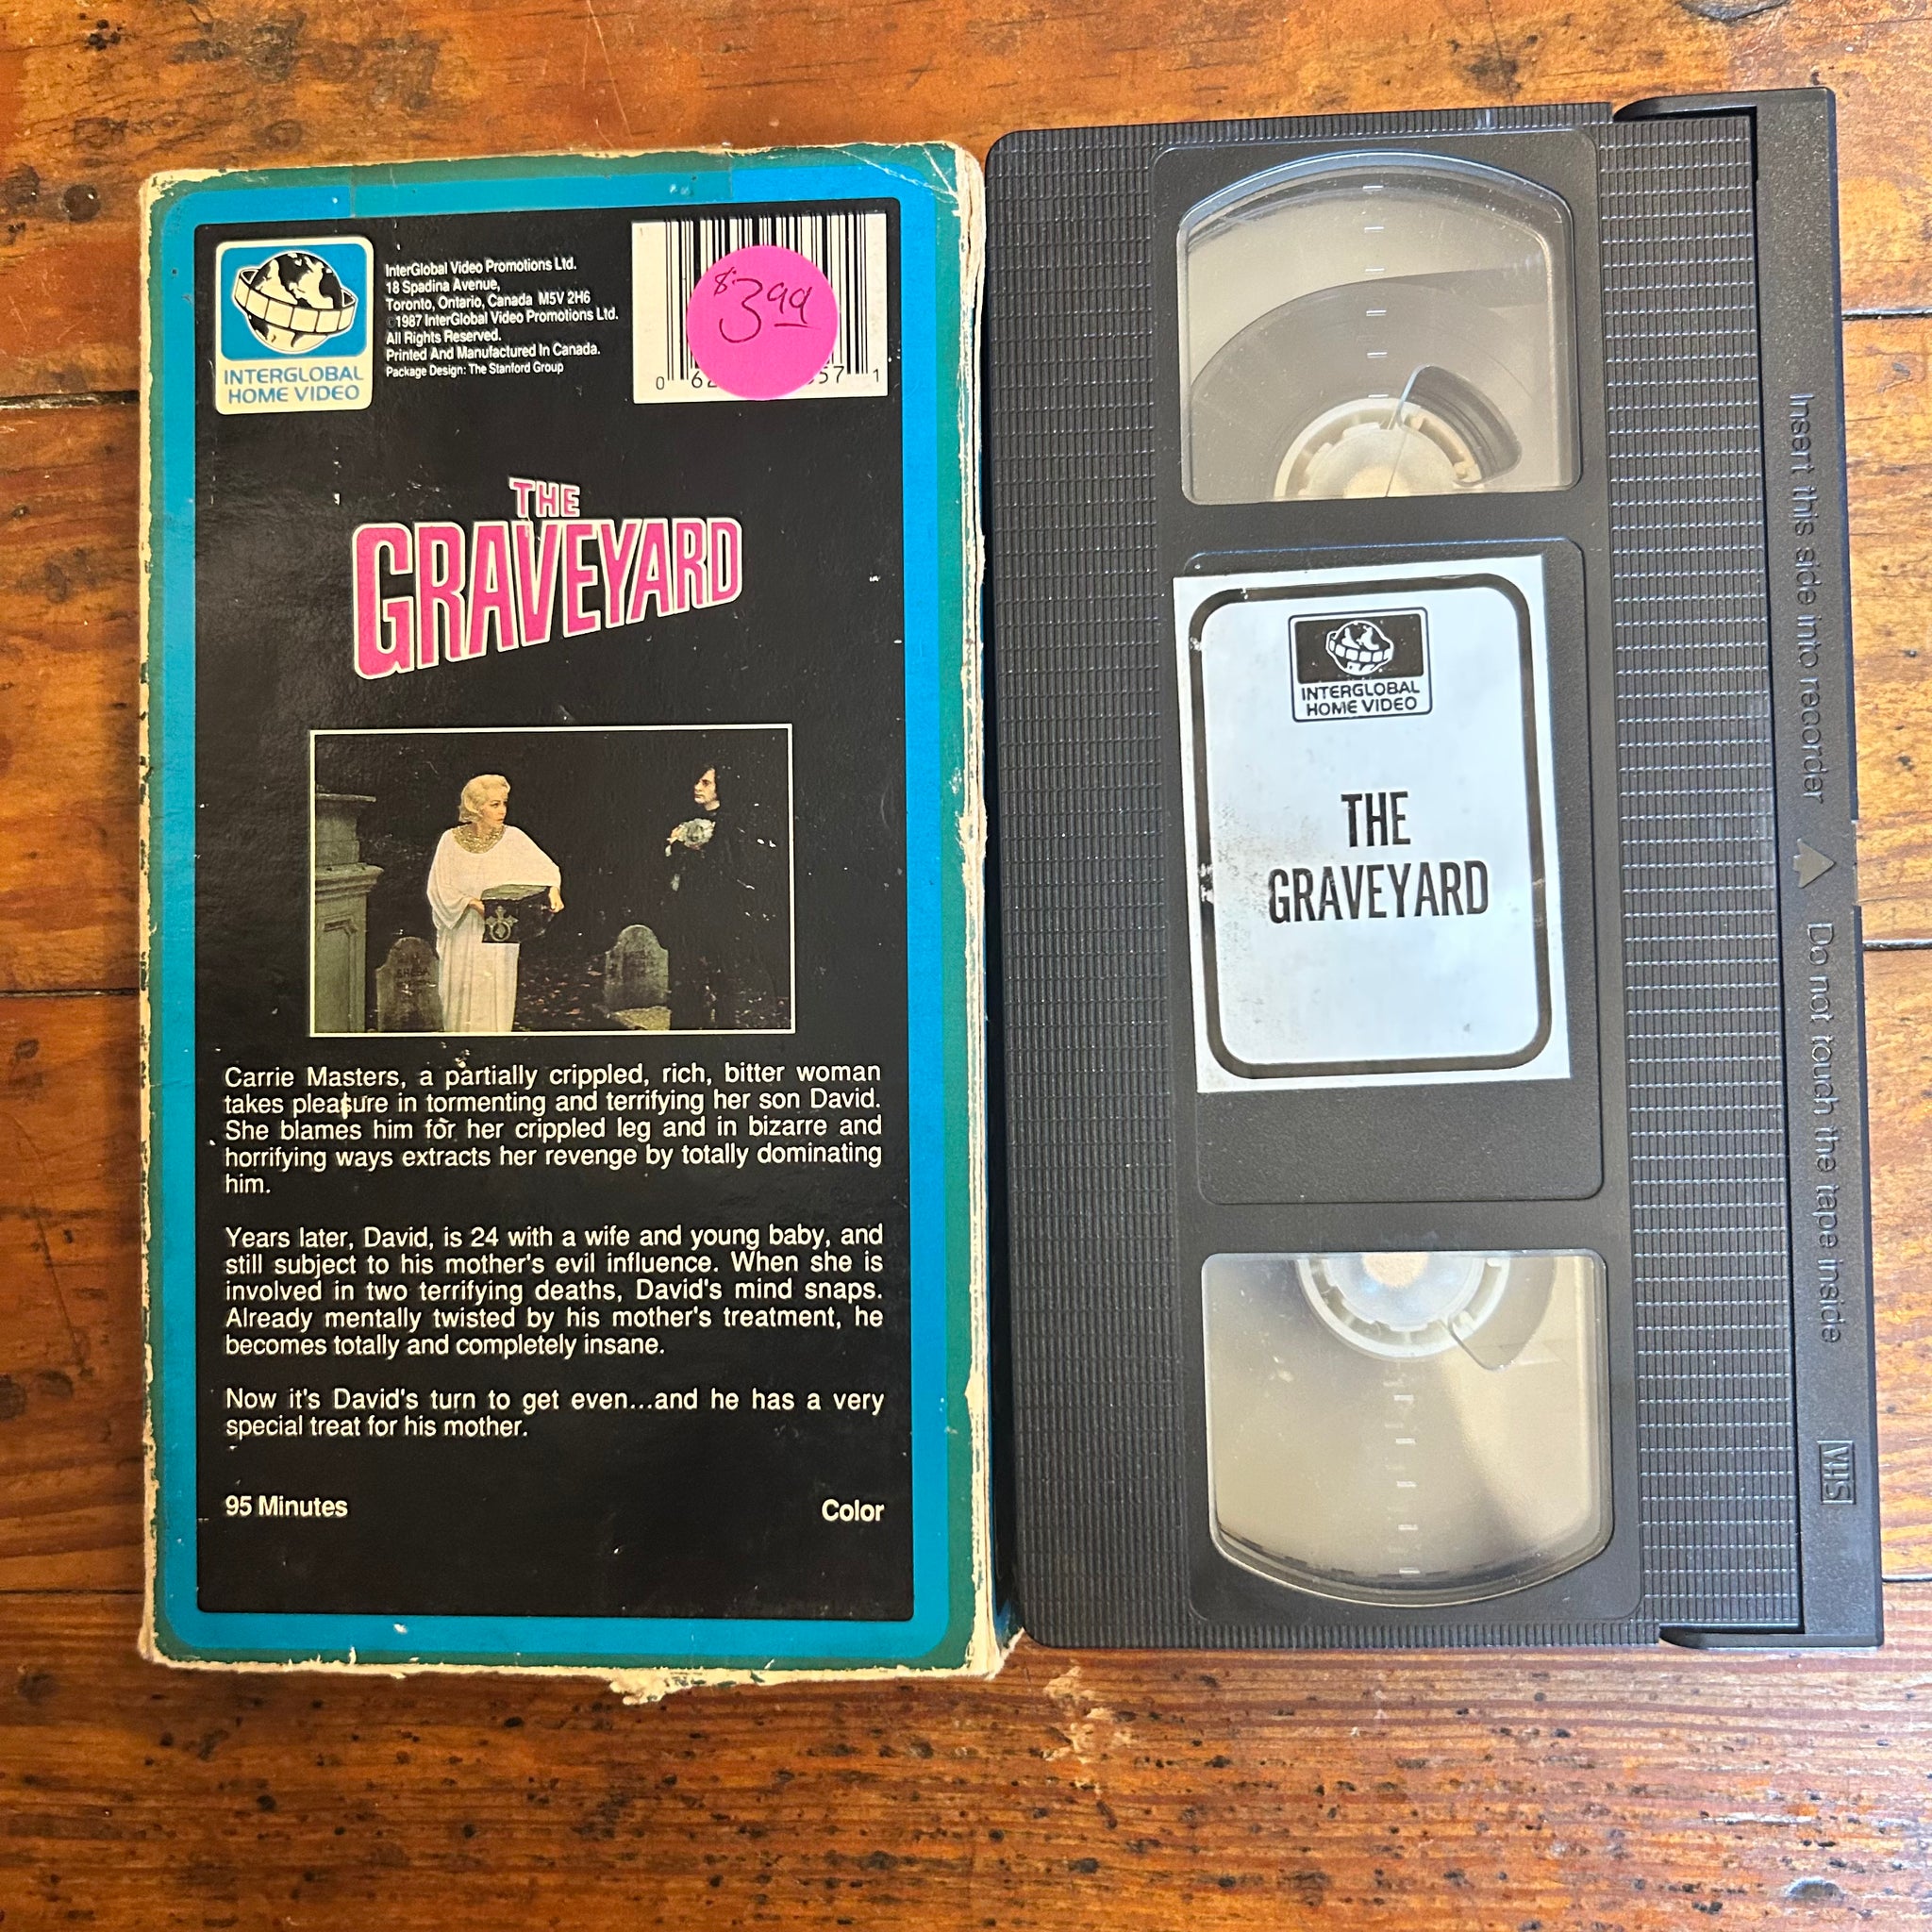 INTERGLOBAL
HOME VIDEO
InterGlobal Video Promotions Ltd.
18 Spadina Avenue,
Toronto, Ontario, Canada M5V 2H6
©1987 InterGlobal Video Promotions Ltd.
All Rights Reserved.
Printed And Manufactured In Canada.
Package Design: The Stanford Group
$3.99
0 6 57 1
THE
GRAVEYARD
Carrie Masters, a partially crippled, rich, bitter woman
takes pleasure in tormenting and terrifying her son David.
She blames him for her crippled leg and in bizarre and
horrifying ways extracts her revenge by totally dominating
him.
Years later, David, is 24 with a wife and young baby, and
still subject to his mother's evil influence. When she is
involved in two terrifying deaths, David's mind snaps.
Already mentally twisted by his mother's treatment, he
becomes totally and completely insane.
Now it's David's turn to get even...and he has a very
special treat for his mother.
95 Minutes
Color
INTERGLOBAL
HOME VIDEO
THE
GRAVEYARD
Insert this side into recorder
Do not touch the tape inside
VHS